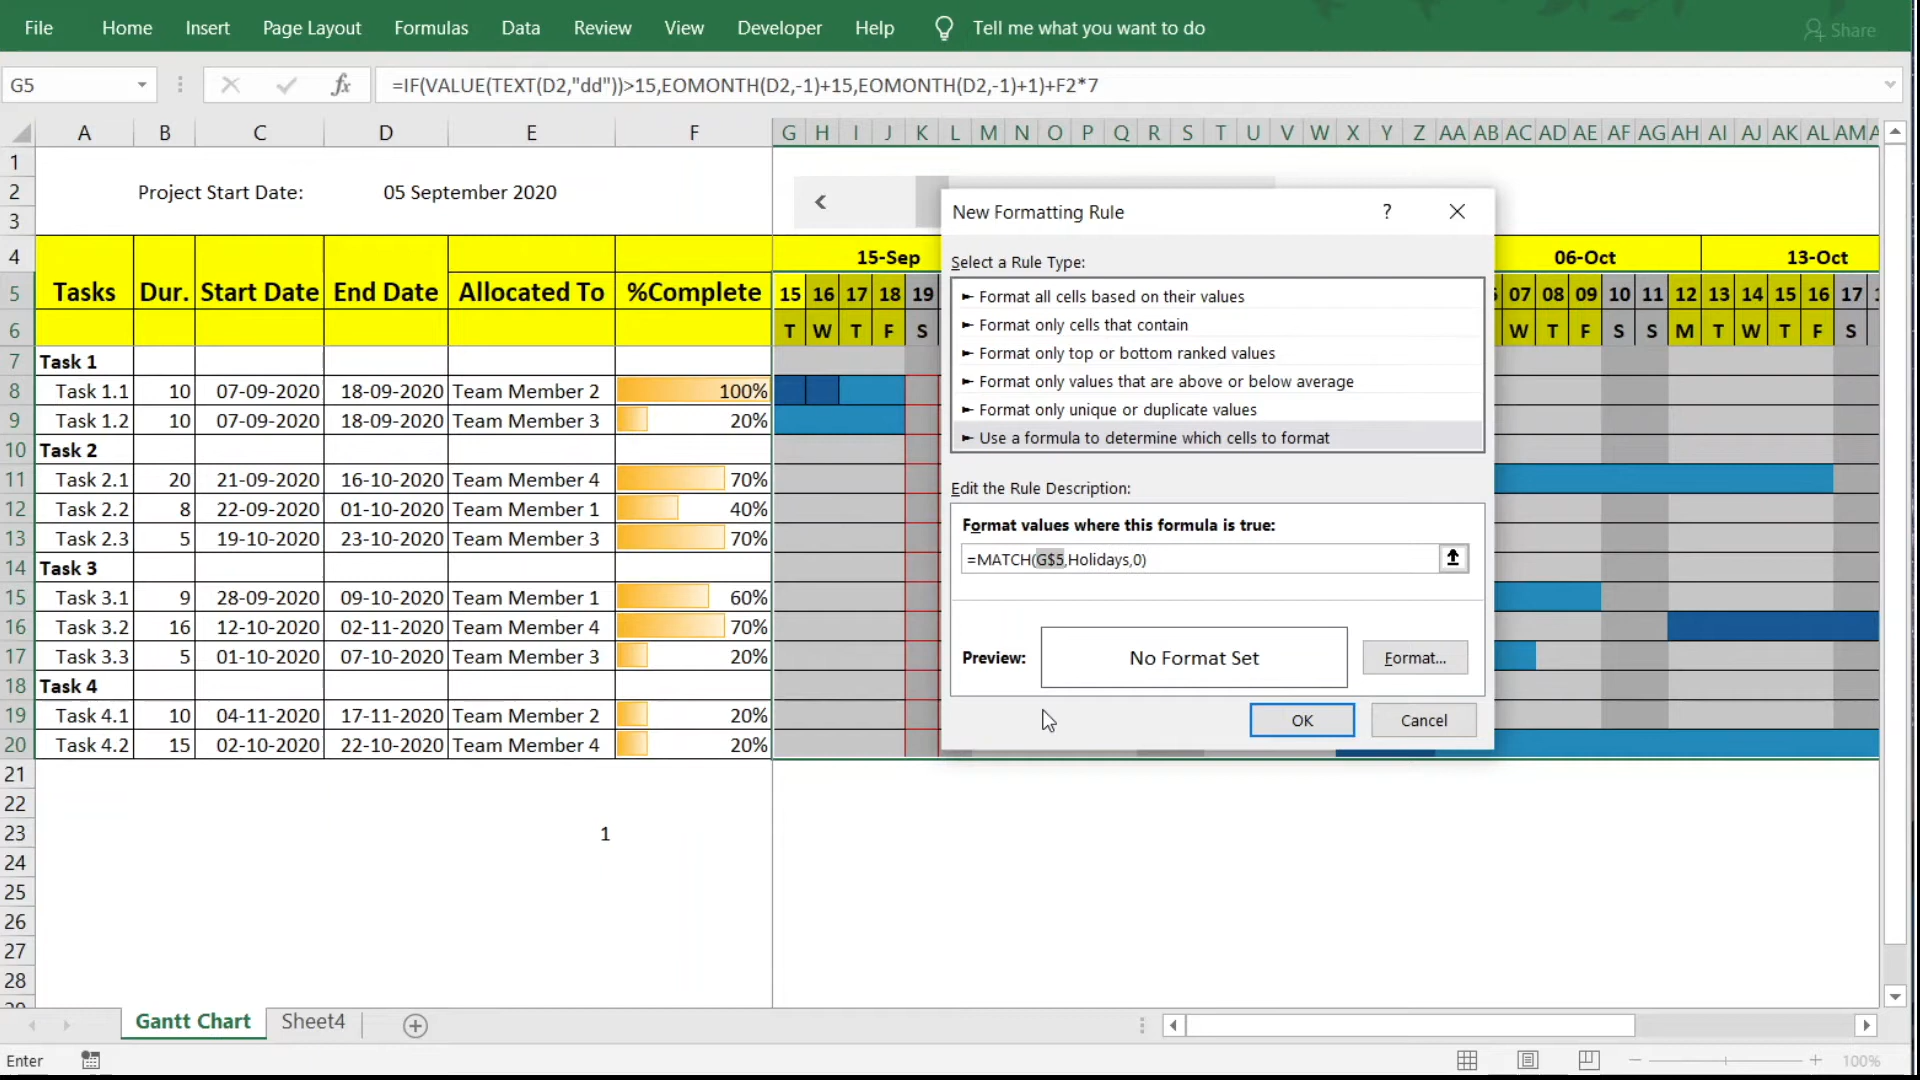 File Home Insert Page Layout Formulas Data Review View Developer Help Tell me what you want to do Share
G5 fx =IF(VALUE(TEXT(D2,"dd"))>15,EOMONTH(D2,-1)+15,EOMONTH(D2,-1)+1)+F2*7
A B C D E F G H I J K L M N O P Q R S T U V W X Y Z AA AB AC AD AE AF AG AH AI AJ AK AL AM
1
2 Project Start Date: 05 September 2020
3
4 15-Sep 06-Oct 13-Oct
5 Tasks Dur. Start Date End Date Allocated To %Complete 15 16 17 18 19 07 08 09 10 11 12 13 14 15 16 17
6 T W T F S W T F S S M T W T F S
7 Task 1
8 Task 1.1 10 07-09-2020 18-09-2020 Team Member 2 100%
9 Task 1.2 10 07-09-2020 18-09-2020 Team Member 3 20%
10 Task 2
11 Task 2.1 20 21-09-2020 16-10-2020 Team Member 4 70%
12 Task 2.2 8 22-09-2020 01-10-2020 Team Member 1 40%
13 Task 2.3 5 19-10-2020 23-10-2020 Team Member 3 70%
14 Task 3
15 Task 3.1 9 28-09-2020 09-10-2020 Team Member 1 60%
16 Task 3.2 16 12-10-2020 02-11-2020 Team Member 4 70%
17 Task 3.3 5 01-10-2020 07-10-2020 Team Member 3 20%
18 Task 4
19 Task 4.1 10 04-11-2020 17-11-2020 Team Member 2 20%
20 Task 4.2 15 02-10-2020 22-10-2020 Team Member 4 20%
21
22
23 1
24
25
26
27
28
New Formatting Rule ?
Select a Rule Type:
► Format all cells based on their values
► Format only cells that contain
► Format only top or bottom ranked values
► Format only values that are above or below average
► Format only unique or duplicate values
► Use a formula to determine which cells to format
Edit the Rule Description:
Format values where this formula is true:
=MATCH(G$5,Holidays,0)
Preview: No Format Set Format...
OK Cancel
Gantt Chart Sheet4
Enter 100%